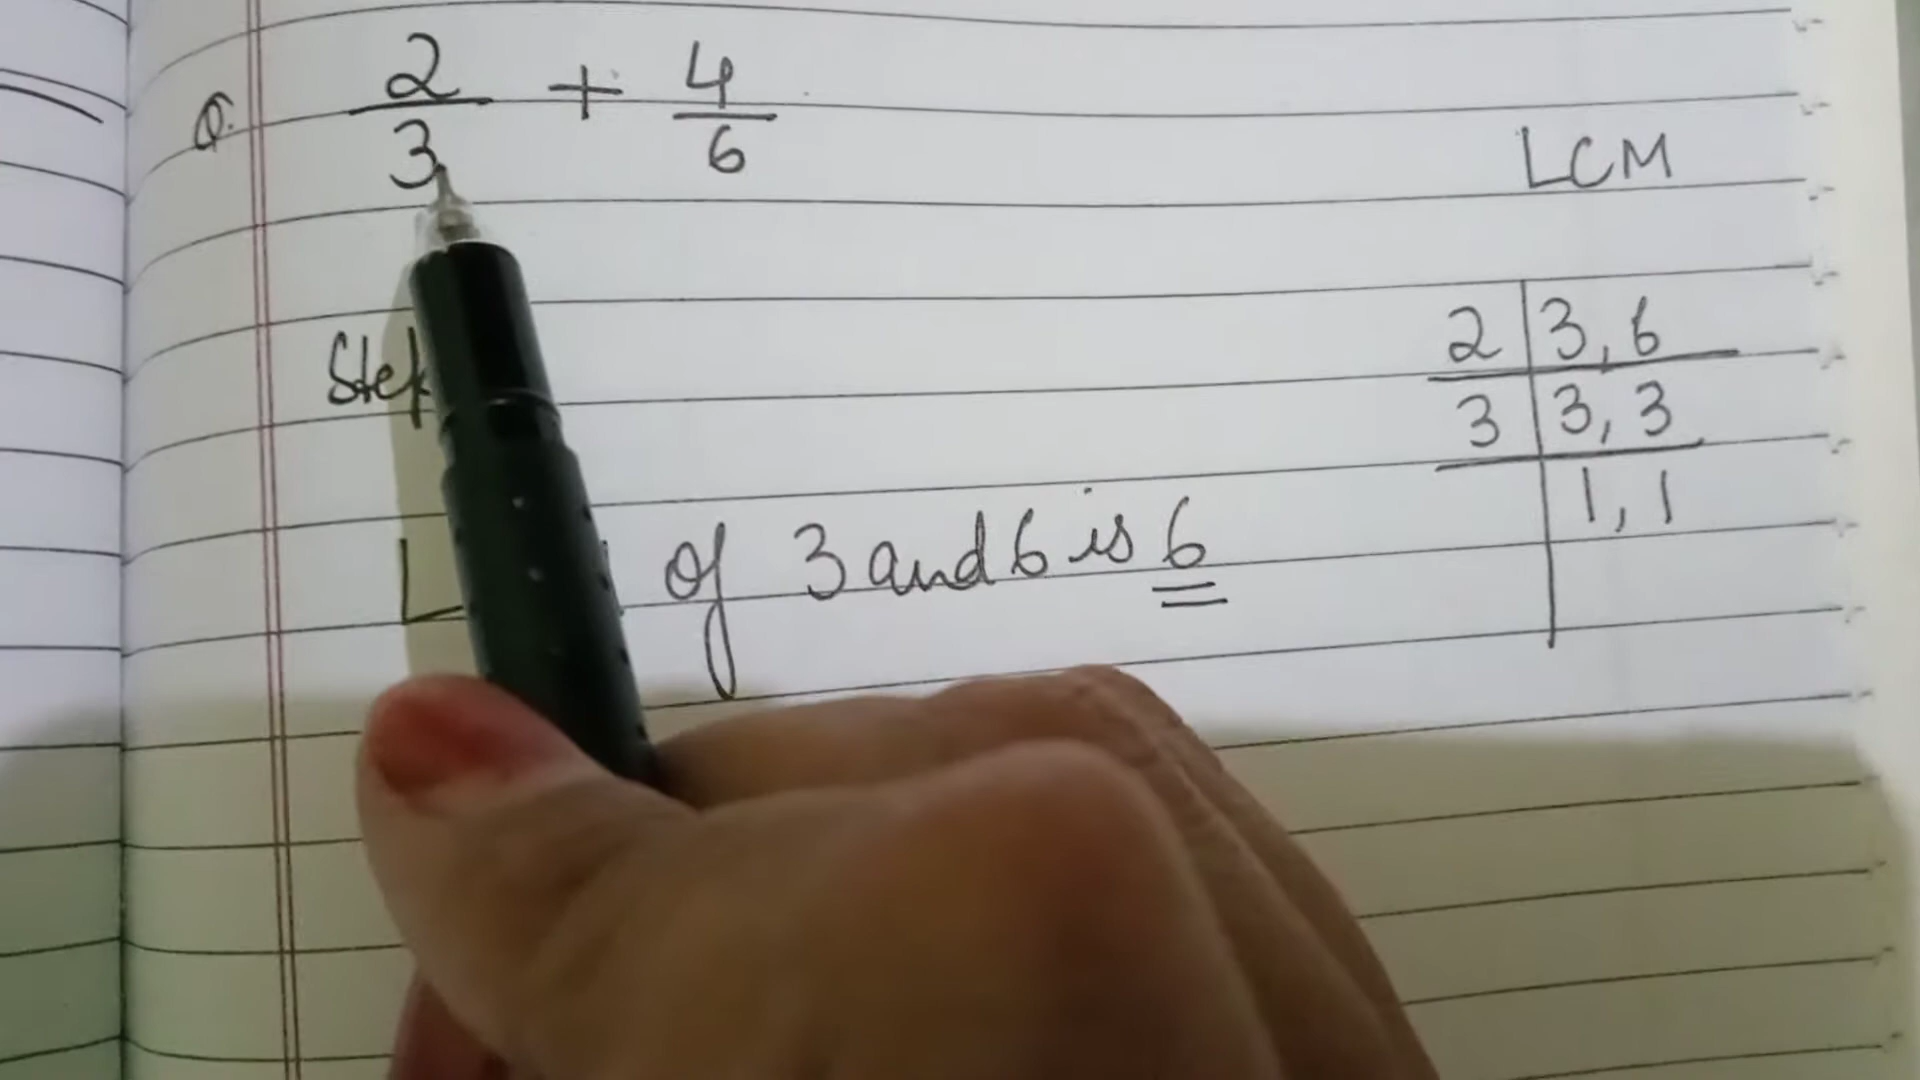 Q. 2/3 + 4/6
LCM
2 | 3, 6
3 | 3, 3
1, 1
of 3 and 6 is 6